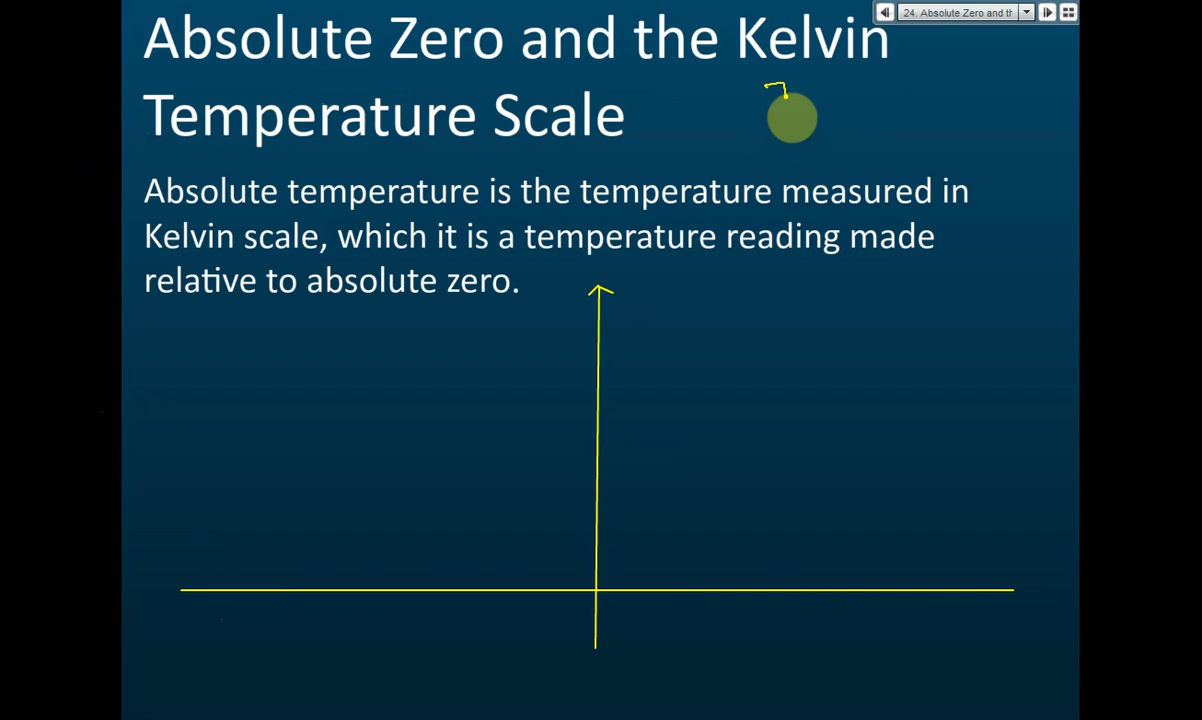 24. Absolute Zero and th
Absolute Zero and the Kelvin
Temperature Scale
Absolute temperature is the temperature measured in
Kelvin scale, which it is a temperature reading made
relative to absolute zero.